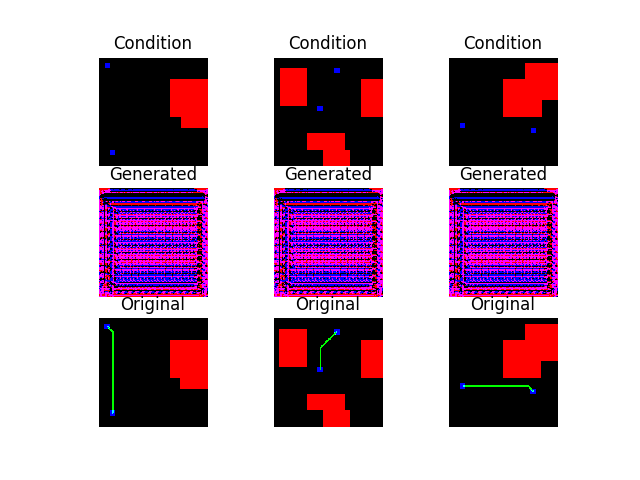 Condition Condition Condition
Generated Generated Generated
Original Original Original